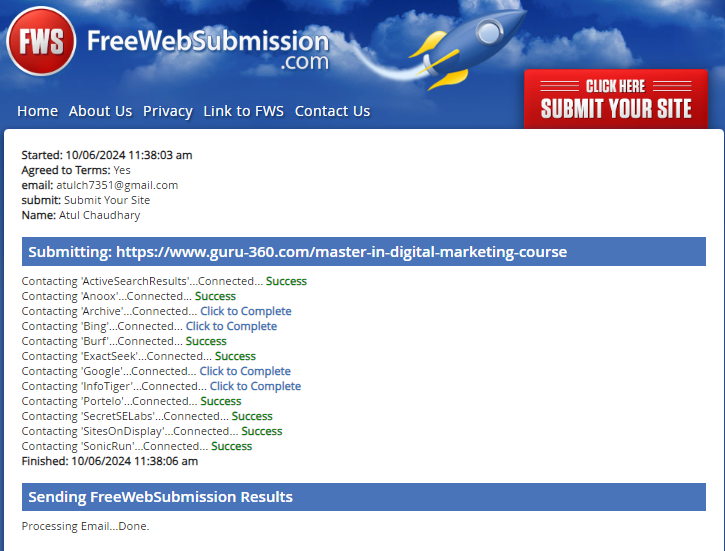 FWS
FreeWebSubmission
.com
CLICK HERE
SUBMIT YOUR SITE
Home About Us Privacy Link to FWS Contact Us
Started: 10/06/2024 11:38:03 am
Agreed to Terms: Yes
email: atulch7351@gmail.com
submit: Submit Your Site
Name: Atul Chaudhary
Submitting: https://www.guru-360.com/master-in-digital-marketing-course
Contacting 'ActiveSearchResults'...Connected... Success
Contacting 'Anoox'...Connected... Success
Contacting 'Archive'...Connected... Click to Complete
Contacting 'Bing'...Connected... Click to Complete
Contacting 'Burf'...Connected... Success
Contacting 'ExactSeek'...Connected... Success
Contacting 'Google'...Connected... Click to Complete
Contacting 'InfoTiger'...Connected... Click to Complete
Contacting 'Portelo'...Connected... Success
Contacting 'SecretSELabs'...Connected... Success
Contacting 'SitesOnDisplay'...Connected... Success
Contacting 'SonicRun'...Connected... Success
Finished: 10/06/2024 11:38:06 am
Sending FreeWebSubmission Results
Processing Email...Done.